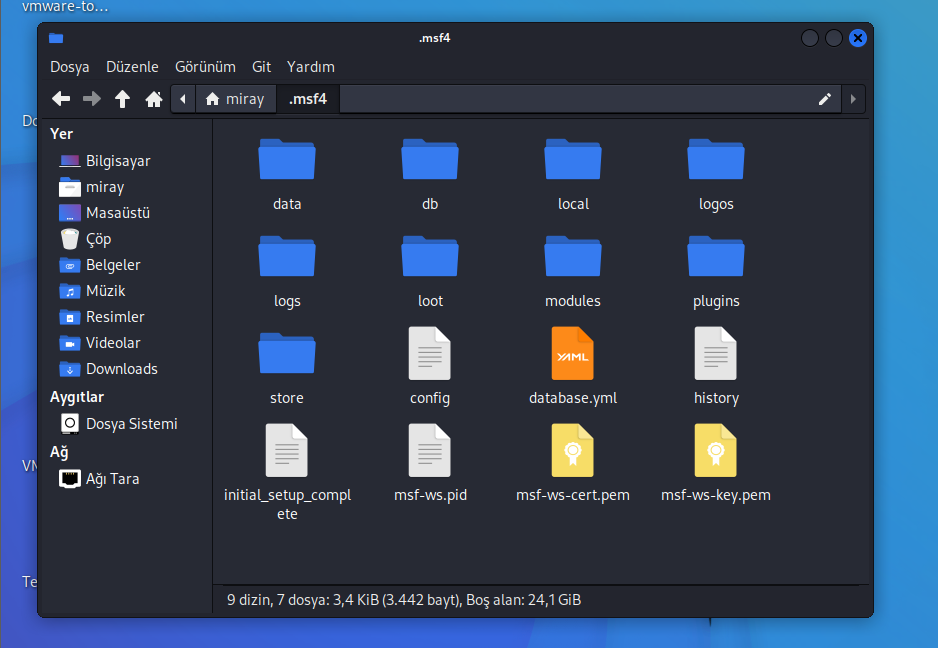 vmware-to...
.msf4
Dosya Düzenle Görünüm Git Yardım
miray .msf4
Yer
Bilgisayar
miray
Masaüstü
Çöp
Belgeler
Müzik
Resimler
Videolar
Downloads
Aygıtlar
Dosya Sistemi
Ağ
Ağı Tara
data db local logos
logs loot modules plugins
YAML
store config database.yml history
initial_setup_compl
ete
msf-ws.pid msf-ws-cert.pem msf-ws-key.pem
9 dizin, 7 dosya: 3,4 KiB (3.442 bayt), Boş alan: 24,1 GiB
Do
VM
Te